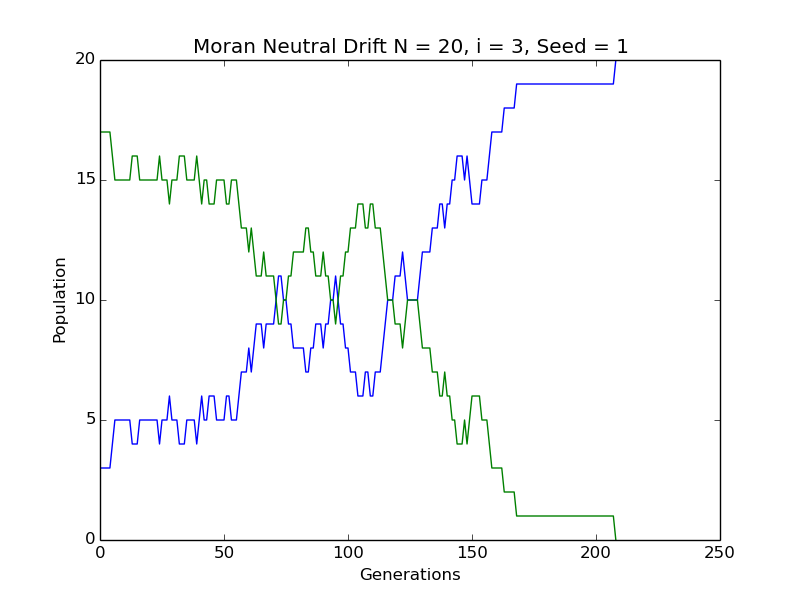 Moran Neutral Drift N = 20, i = 3, Seed = 1
20
15
10
5
0
Population
0 50 100 150 200 250
Generations